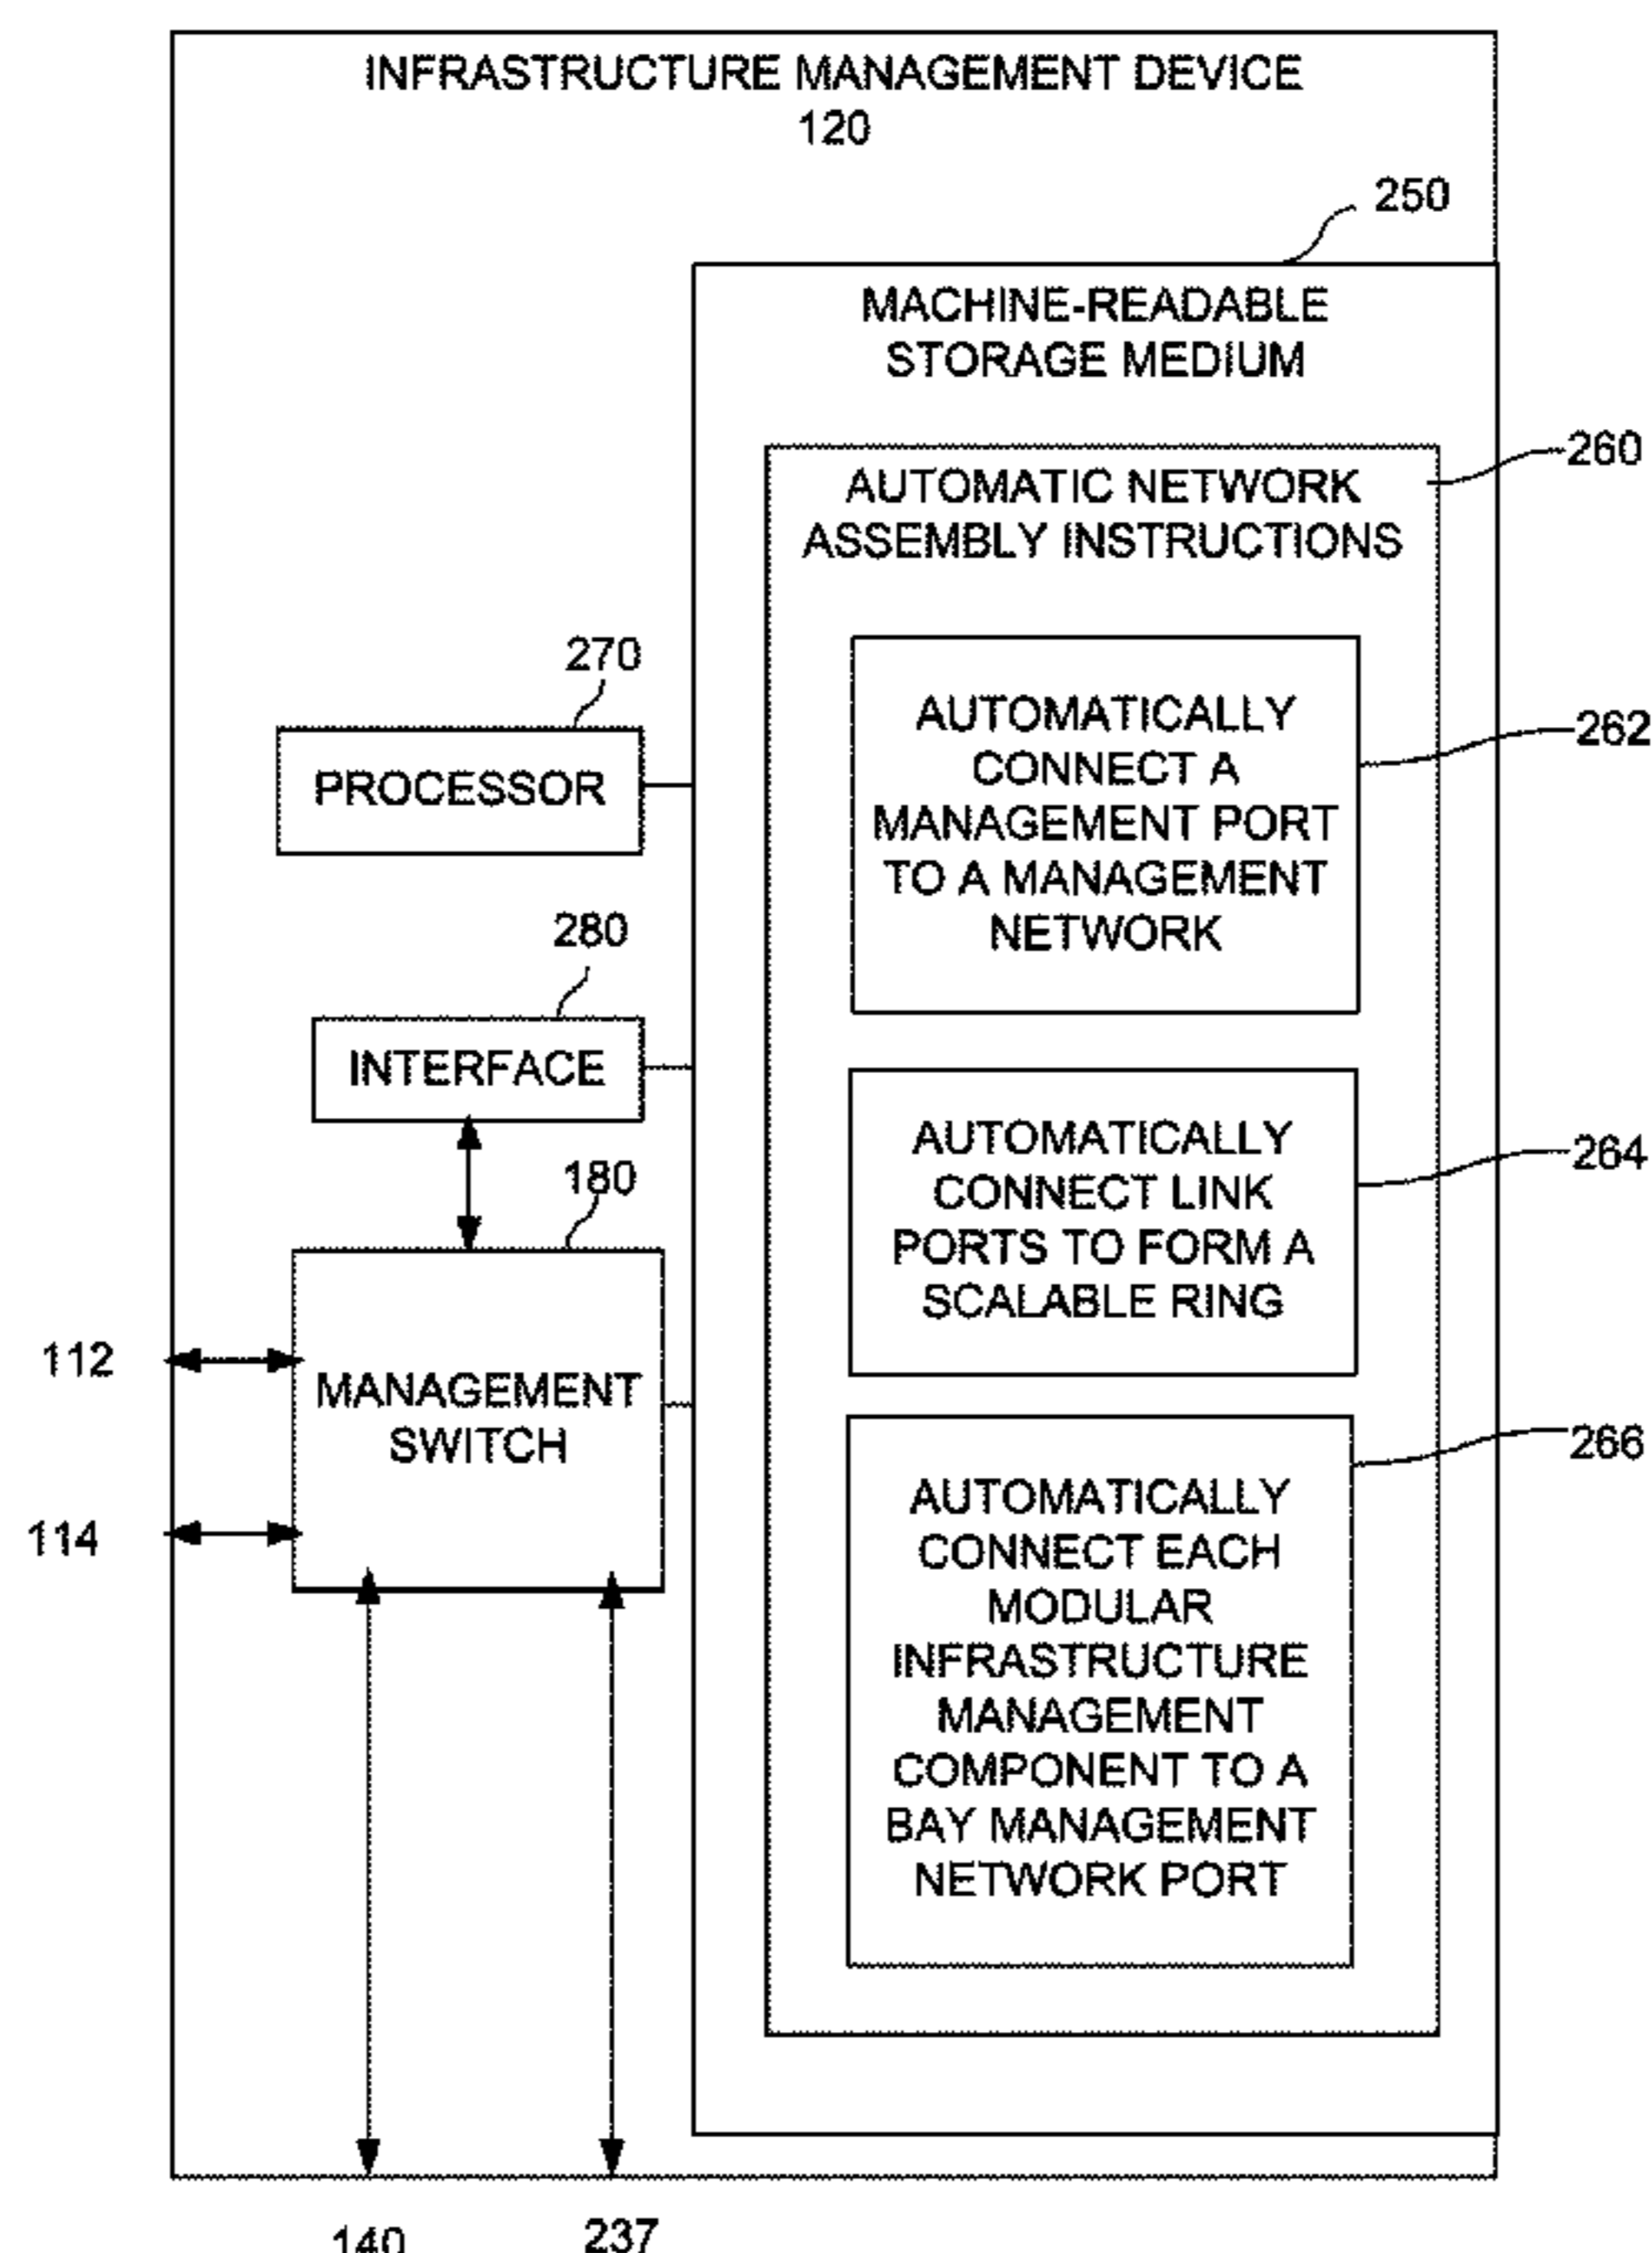 INFRASTRUCTURE MANAGEMENT DEVICE
120
250
MACHINE-READABLE
STORAGE MEDIUM
260
AUTOMATIC NETWORK
ASSEMBLY INSTRUCTIONS
270
PROCESSOR
262
AUTOMATICALLY
CONNECT A
MANAGEMENT PORT
TO A MANAGEMENT
NETWORK
280
INTERFACE
180
264
AUTOMATICALLY
CONNECT LINK
PORTS TO FORM A
SCALABLE RING
112
MANAGEMENT
SWITCH
114
266
AUTOMATICALLY
CONNECT EACH
MODULAR
INFRASTRUCTURE
MANAGEMENT
COMPONENT TO A
BAY MANAGEMENT
NETWORK PORT
140
237